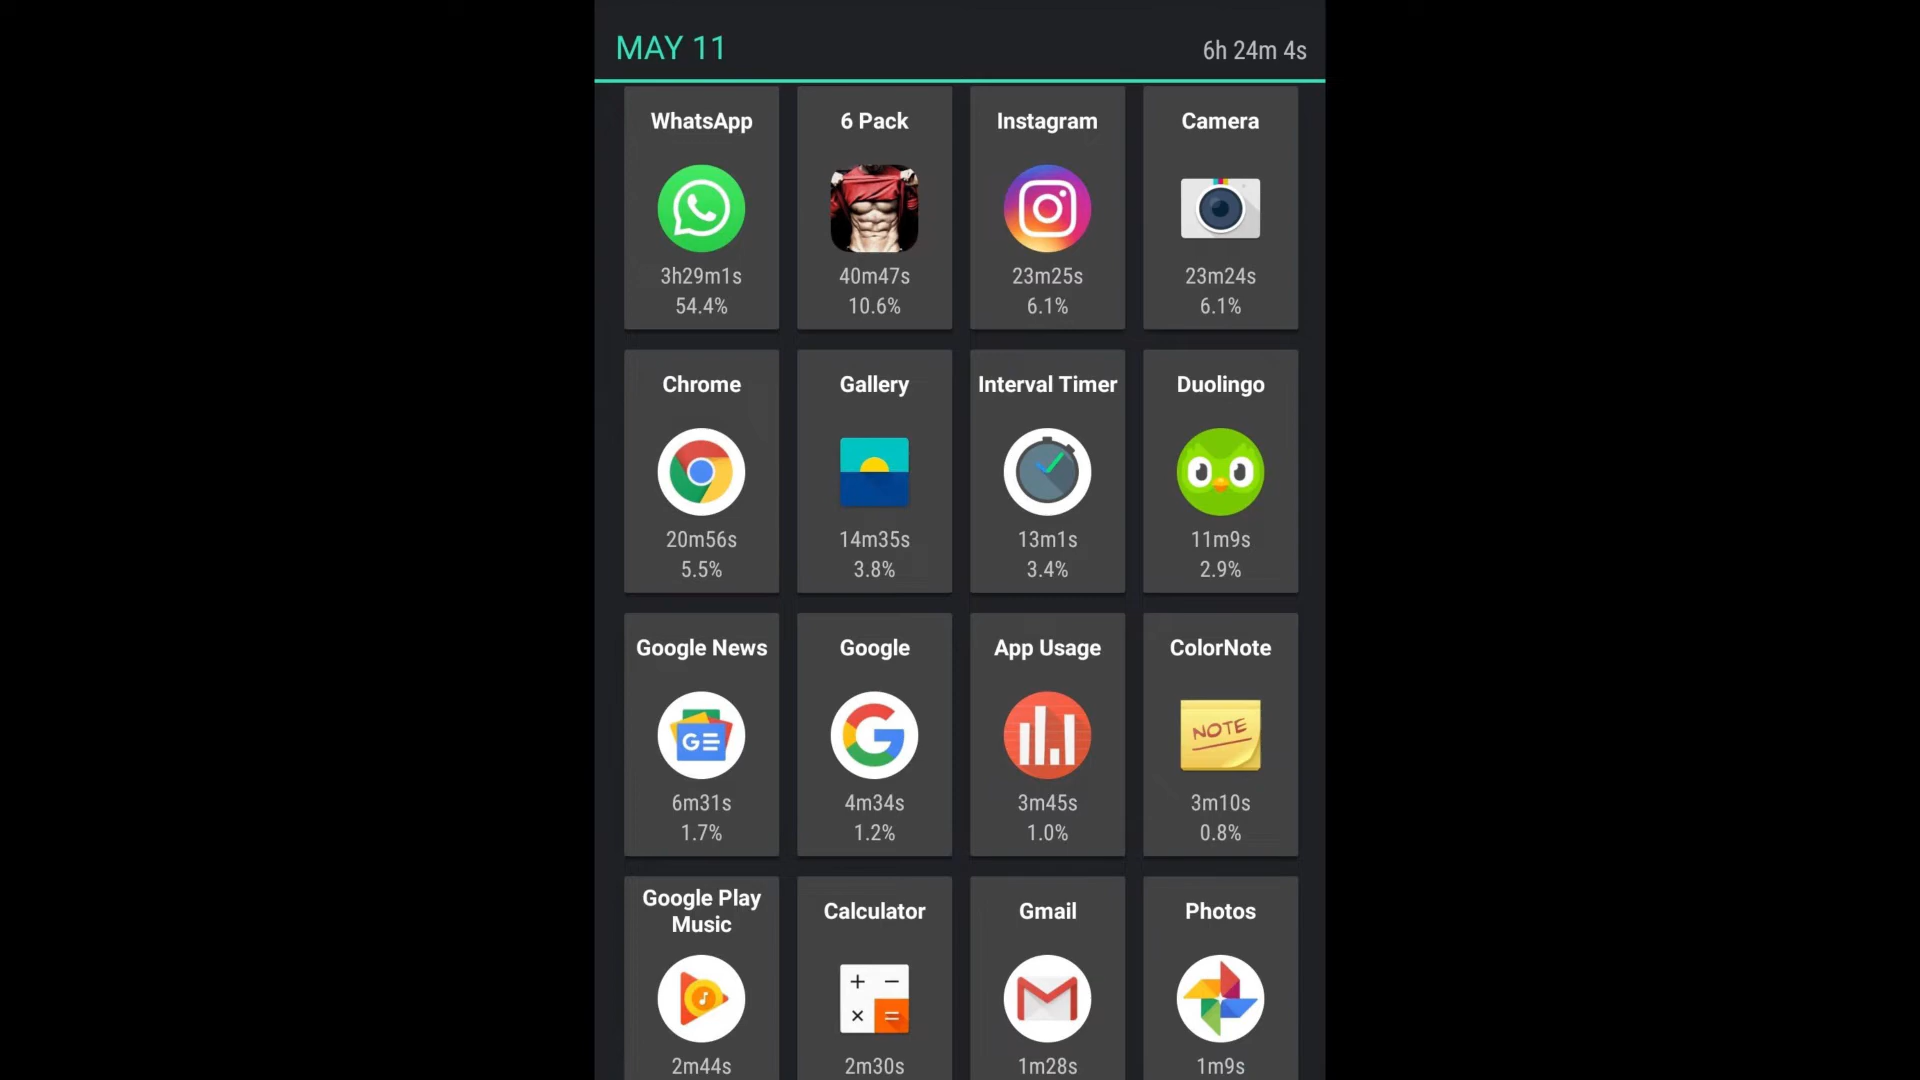 MAY 11
6h 24m 4s
WhatsApp
3h29m1s
54.4%
6 Pack
40m47s
10.6%
Instagram
23m25s
6.1%
Camera
23m24s
6.1%
Chrome
20m56s
5.5%
Gallery
14m35s
3.8%
Interval Timer
13m1s
3.4%
Duolingo
11m9s
2.9%
Google News
GE
6m31s
1.7%
Google
G
4m34s
1.2%
App Usage
3m45s
1.0%
ColorNote
NOTE
3m10s
0.8%
Google Play
Music
2m44s
Calculator
+ −
× =
2m30s
Gmail
1m28s
Photos
1m9s